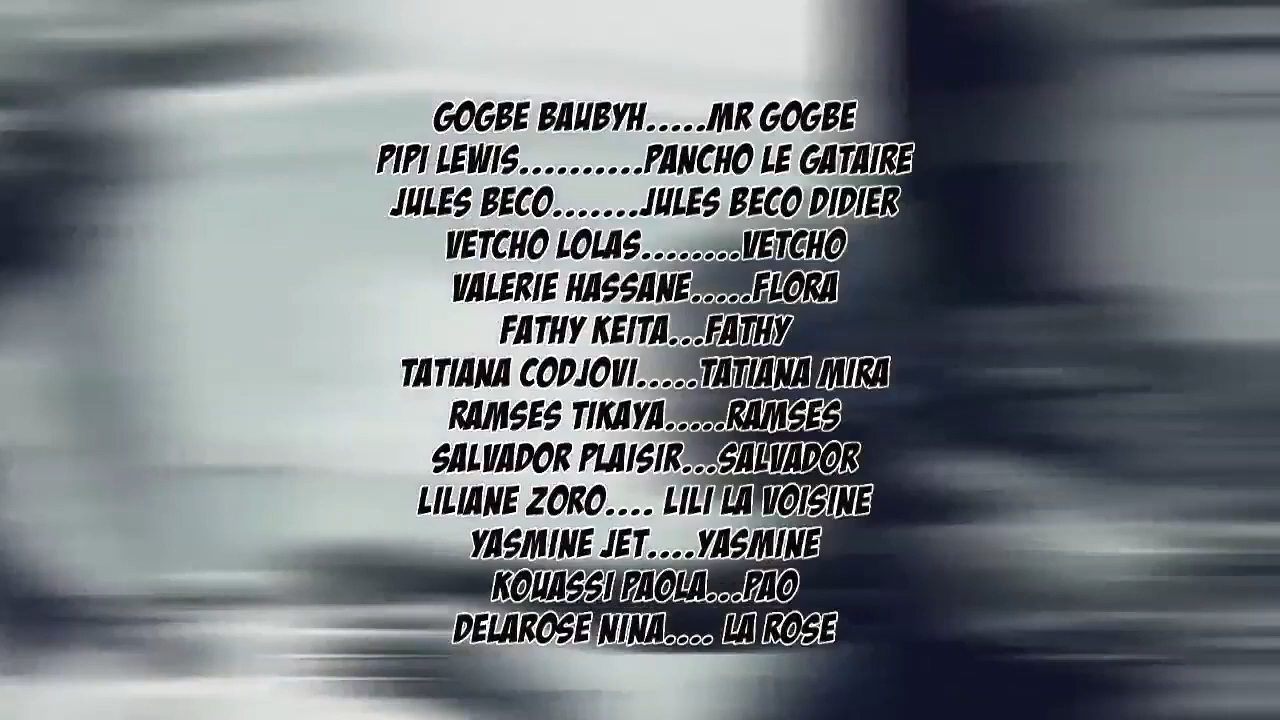 GOGBE BAUBYH.....MR GOGBE
PIPI LEWIS..........PANCHO LE GATAIRE
JULES BECO.......JULES BECO DIDIER
VETCHO LOLAS........VETCHO
VALERIE HASSANE.....FLORA
FATHY KEITA...FATHY
TATIANA CODJOVI.....TATIANA MIRA
RAMSES TIKAYA.....RAMSES
SALVADOR PLAISIR...SALVADOR
LILIANE ZORO.... LILI LA VOISINE
YASMINE JET....YASMINE
KOUASSI PAOLA...PAO
DELAROSE NINA.... LA ROSE